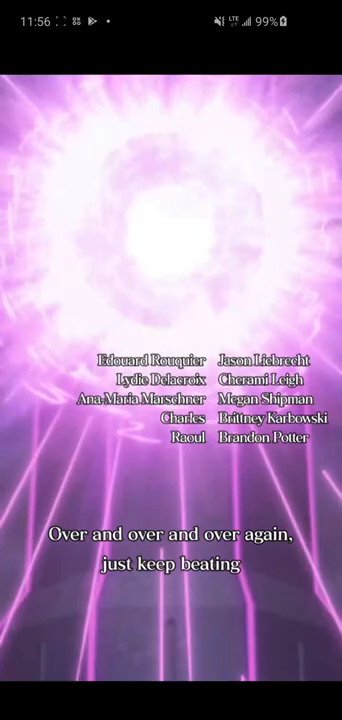 11:56
LTE
99%
Edouard Rouquier Jason Liebrecht
Lydie Delacroix Cherami Leigh
Ana-Maria Marschner Megan Shipman
Charles Brittney Karbowski
Raoul Brandon Potter
Over and over and over again,
just keep beating